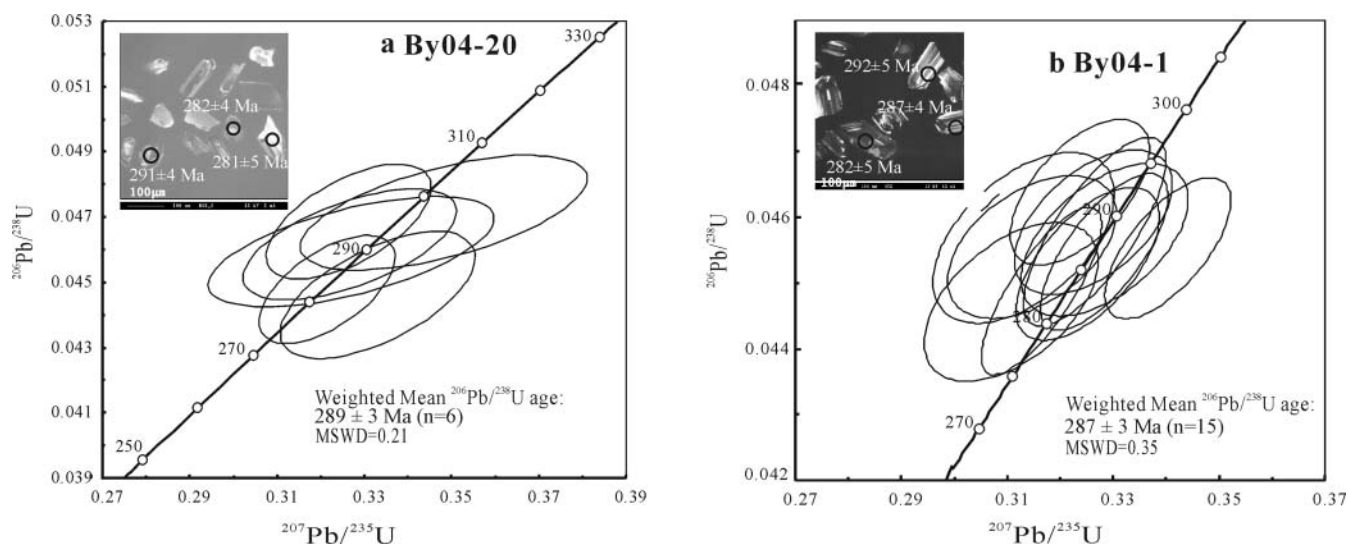 a By04-20
0.053
0.051
0.049
0.047
0.045
0.043
0.041
0.039
²⁰⁶Pb/²³⁸U
282±4 Ma
281±5 Ma
291±4 Ma
100μm
330
310
290
270
250
Weighted Mean ²⁰⁶Pb/²³⁸U age:
289 ± 3 Ma (n=6)
MSWD=0.21
0.27
0.29
0.31
0.33
0.35
0.37
0.39
²⁰⁷Pb/²³⁵U
b By04-1
0.048
0.046
0.044
0.042
²⁰⁶Pb/²³⁸U
292±5 Ma
287±4 Ma
282±5 Ma
100μm
300
290
280
270
Weighted Mean ²⁰⁶Pb/²³⁸U age:
287 ± 3 Ma (n=15)
MSWD=0.35
0.27
0.29
0.31
0.33
0.35
0.37
²⁰⁷Pb/²³⁵U